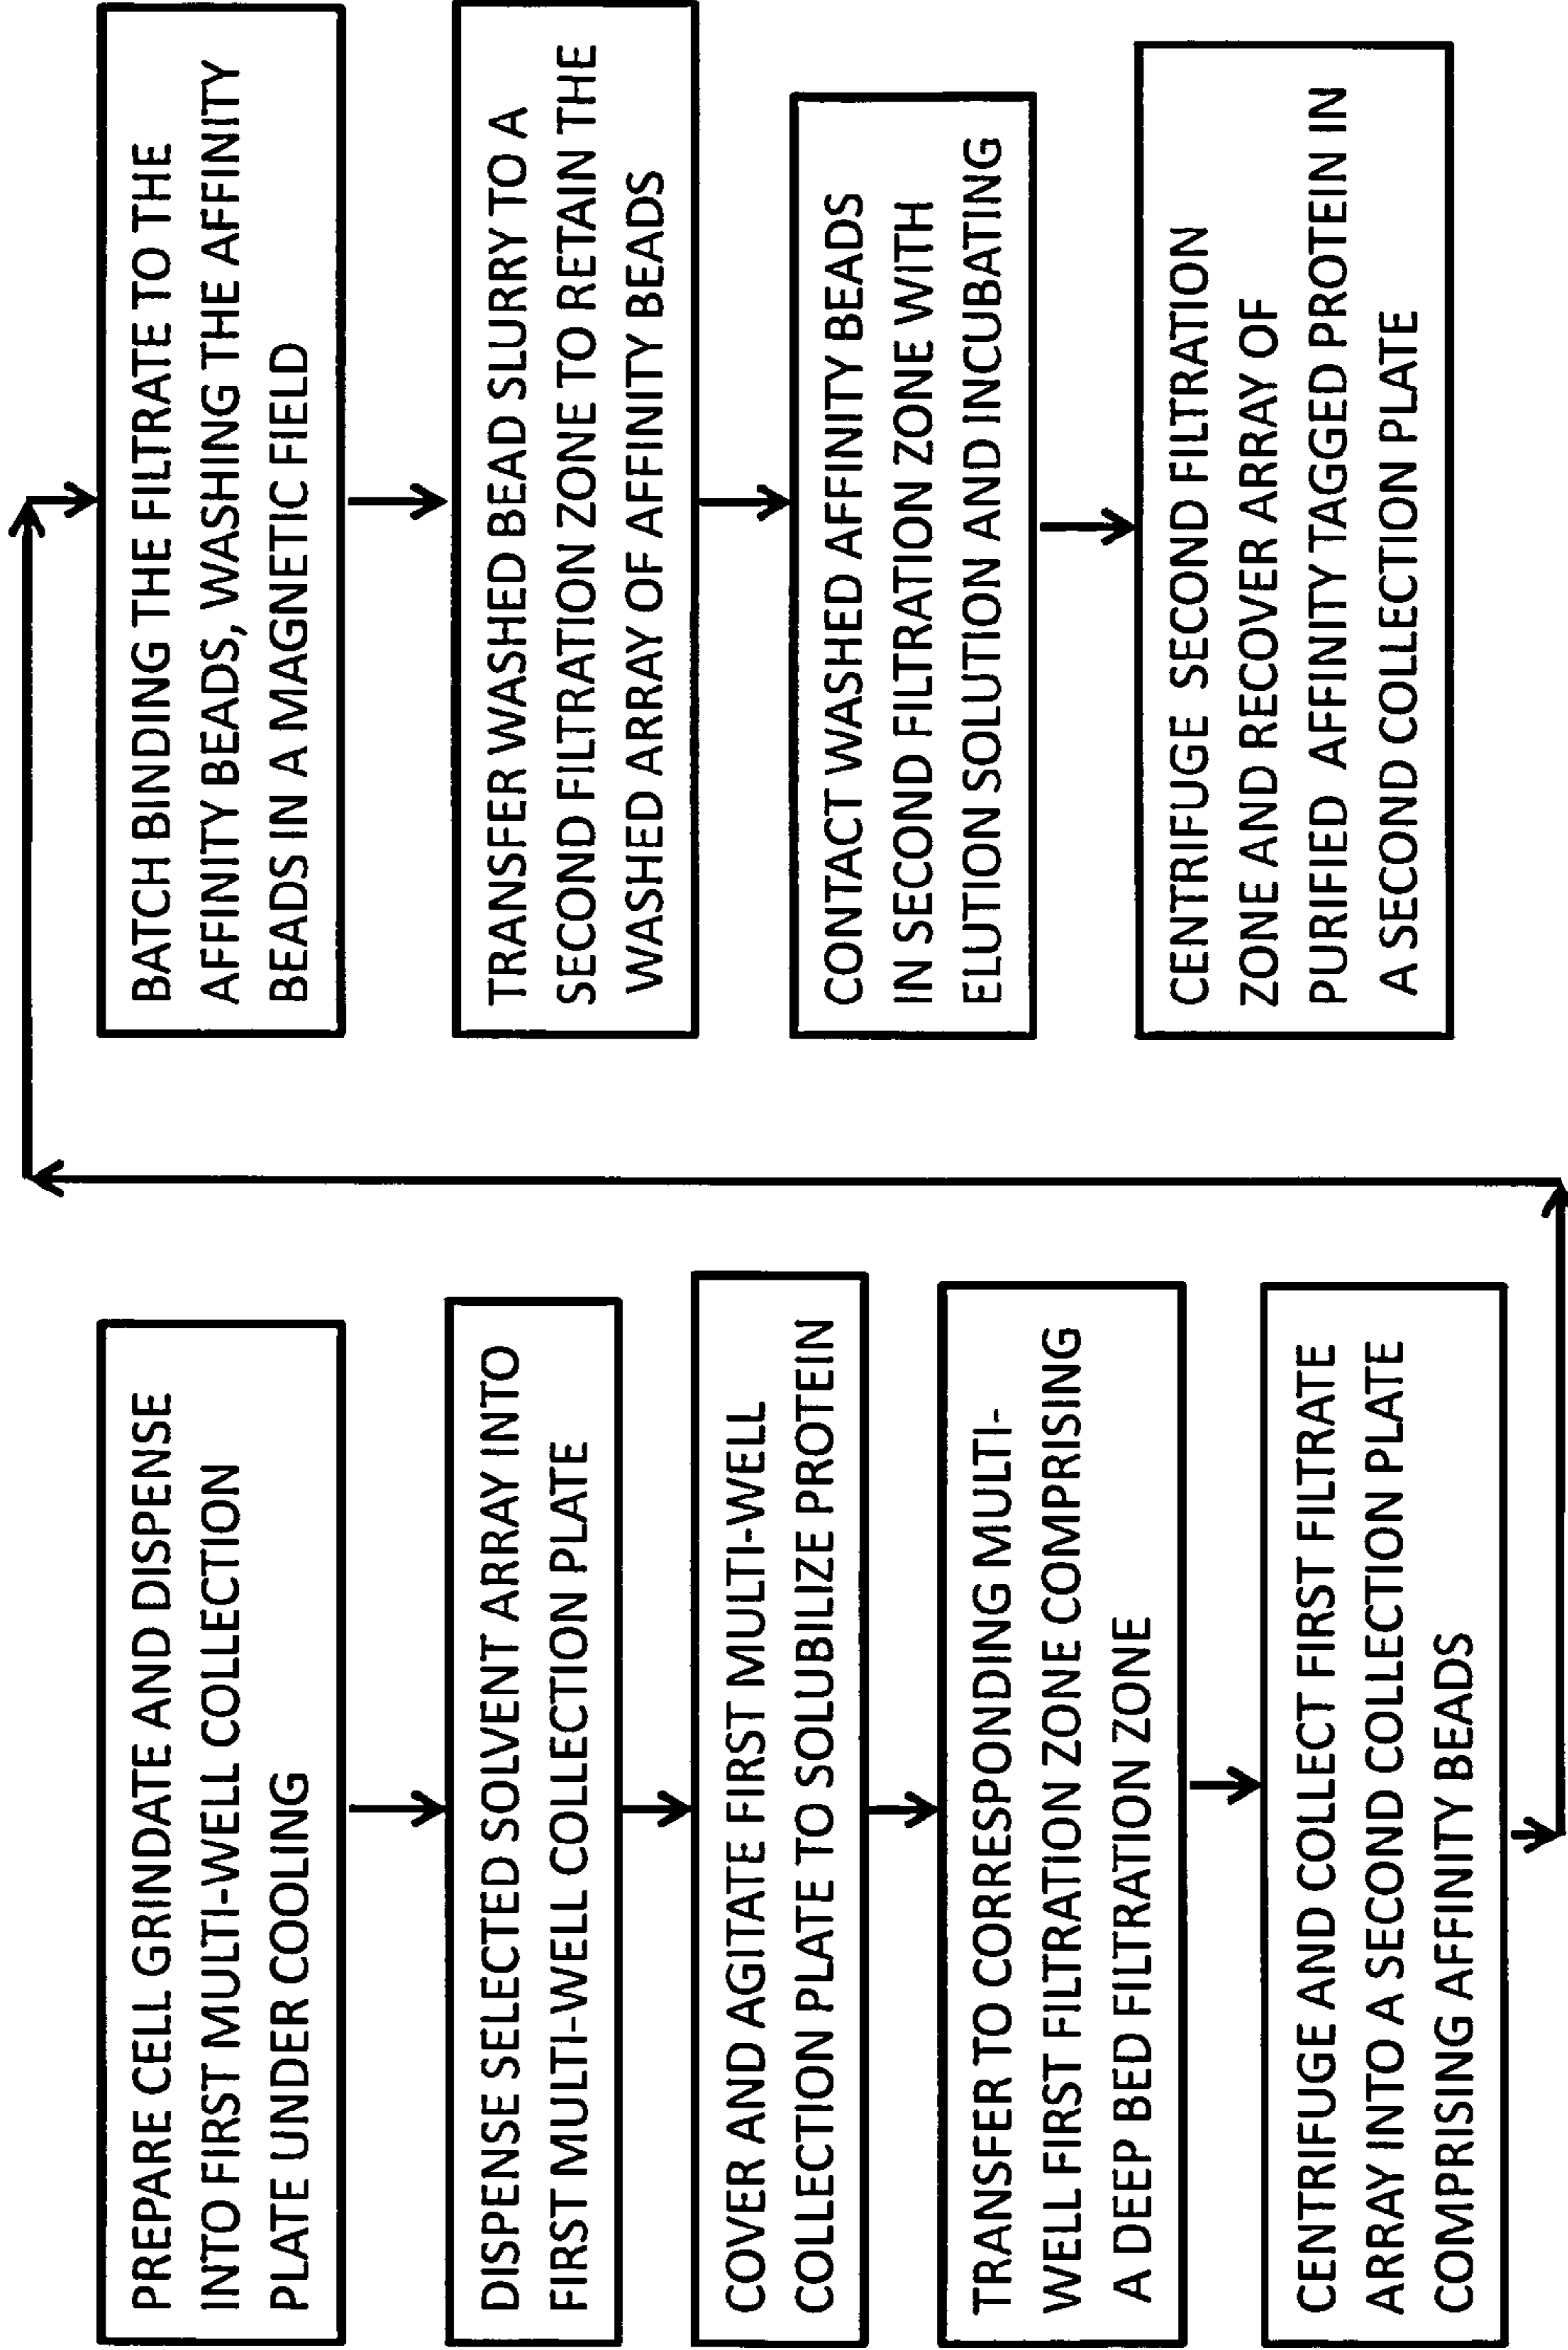 PREPARE CELL GRINDATE AND DISPENSE
INTO FIRST MULTI-WELL COLLECTION
PLATE UNDER COOLING
DISPENSE SELECTED SOLVENT ARRAY INTO
FIRST MULTI-WELL COLLECTION PLATE
COVER AND AGITATE FIRST MULTI-WELL
COLLECTION PLATE TO SOLUBILIZE PROTEIN
TRANSFER TO CORRESPONDING MULTI-
WELL FIRST FILTRATION ZONE COMPRISING
A DEEP BED FILTRATION ZONE
CENTRIFUGE AND COLLECT FIRST FILTRATE
ARRAY INTO A SECOND COLLECTION PLATE
COMPRISING AFFINITY BEADS
BATCH BINDING THE FILTRATE TO THE
AFFINITY BEADS, WASHING THE AFFINITY
BEADS IN A MAGNETIC FIELD
TRANSFER WASHED BEAD SLURRY TO A
SECOND FILTRATION ZONE TO RETAIN THE
WASHED ARRAY OF AFFINITY BEADS
CONTACT WASHED AFFINITY BEADS
IN SECOND FILTRATION ZONE WITH
ELUTION SOLUTION AND INCUBATING
CENTRIFUGE SECOND FILTRATION
ZONE AND RECOVER ARRAY OF
PURIFIED AFFINITY TAGGED PROTEIN IN
A SECOND COLLECTION PLATE